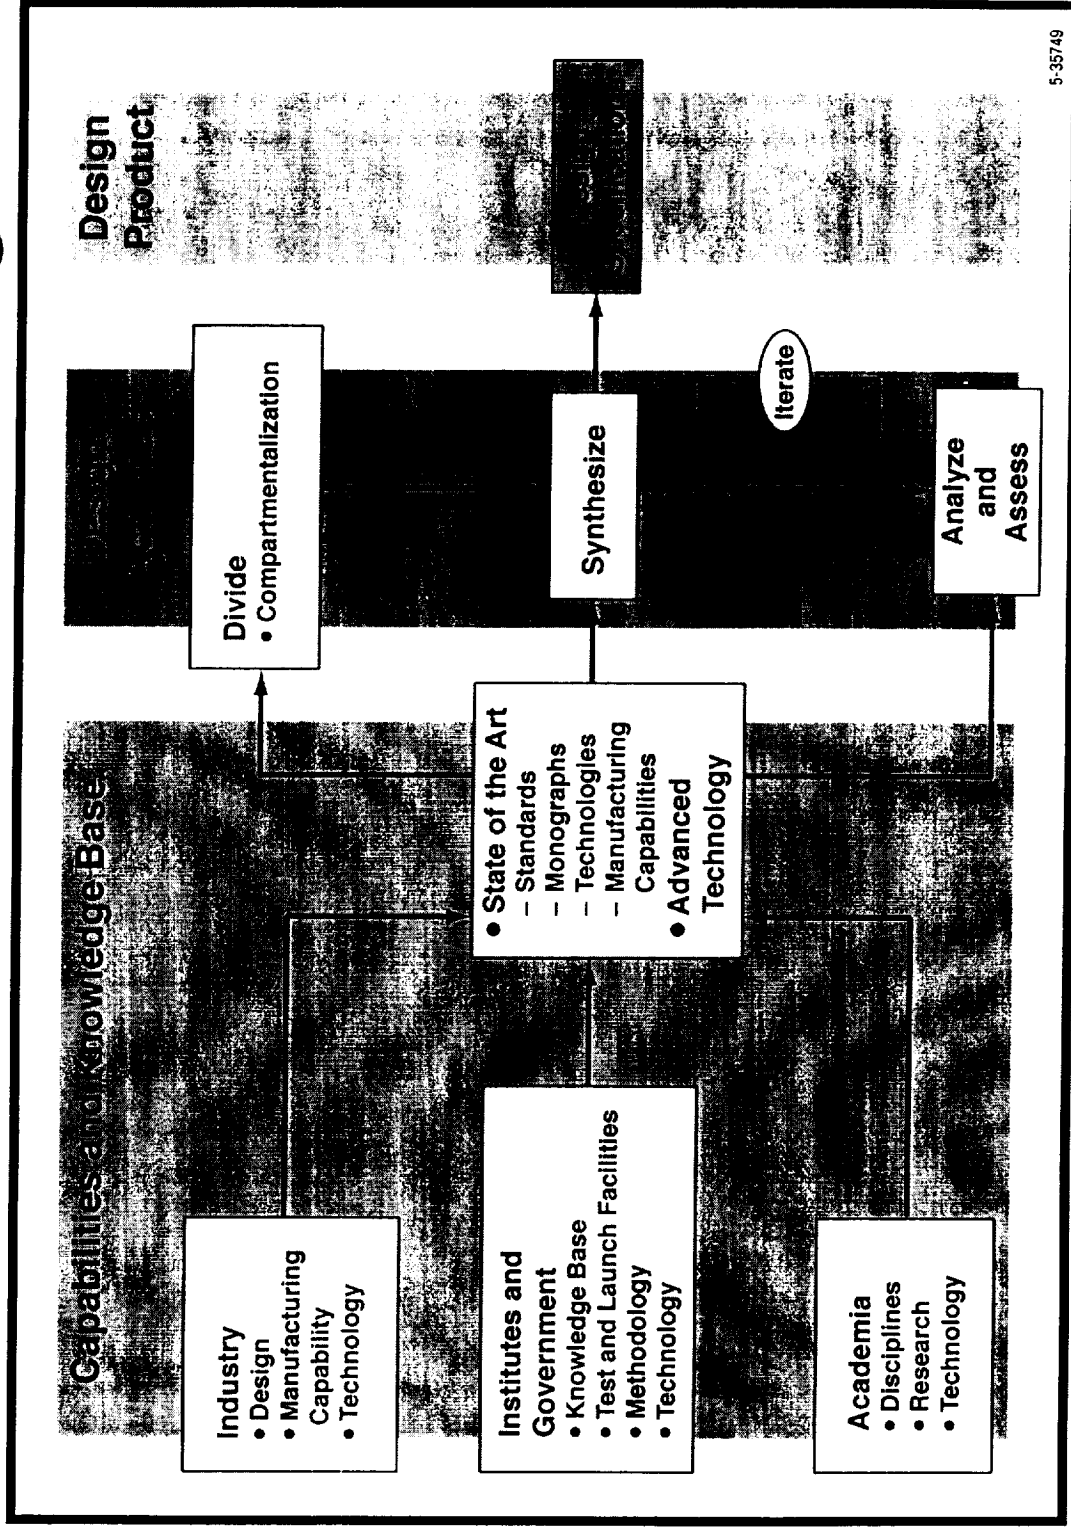 Capabilities and Knowledge Base
Design
Product
Industry
• Design
• Manufacturing
Capability
• Technology
Institutes and
Government
• Knowledge Base
• Test and Launch Facilities
• Methodology
• Technology
Academia
• Disciplines
• Research
• Technology
• State of the Art
– Standards
– Monographs
– Technologies
– Manufacturing
Capabilities
• Advanced
Technology
Divide
• Compartmentalization
Synthesize
Iterate
Analyze
and
Assess
5-35749